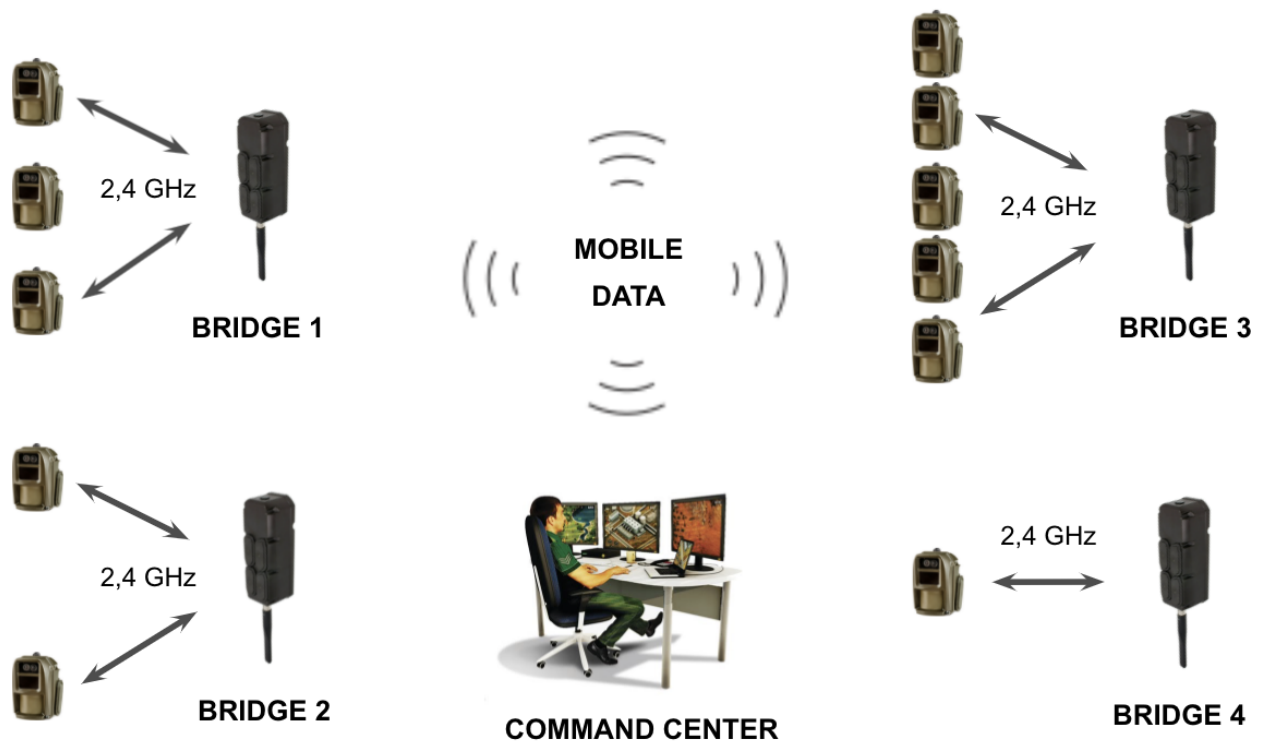 2,4 GHz
BRIDGE 1
MOBILE
DATA
2,4 GHz
BRIDGE 3
2,4 GHz
BRIDGE 2
COMMAND CENTER
2,4 GHz
BRIDGE 4